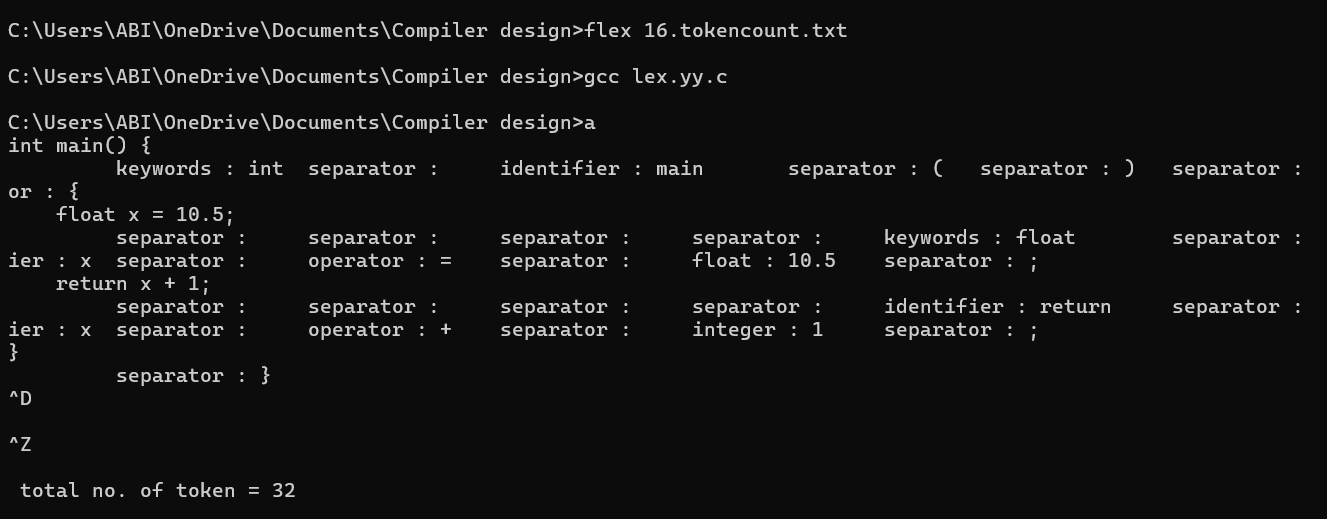 C:\Users\ABI\OneDrive\Documents\Compiler design>flex 16.tokencount.txt
C:\Users\ABI\OneDrive\Documents\Compiler design>gcc lex.yy.c
C:\Users\ABI\OneDrive\Documents\Compiler design>a
int main() {
keywords : int separator : identifier : main separator : ( separator : ) separator :
or : {
float x = 10.5;
separator : separator : separator : separator : keywords : float separator :
ier : x separator : operator : = separator : float : 10.5 separator : ;
return x + 1;
separator : separator : separator : separator : identifier : return separator :
ier : x separator : operator : + separator : integer : 1 separator : ;
}
separator : }
^D
^Z
total no. of token = 32